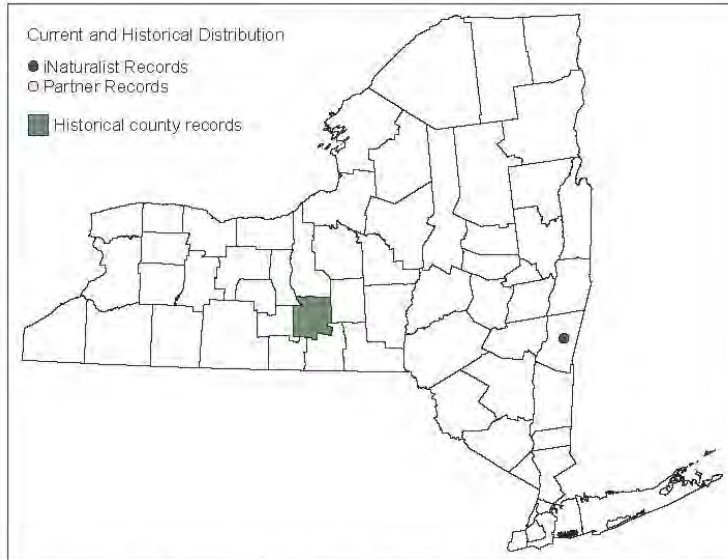 Current and Historical Distribution
iNaturalist Records
Partner Records
Historical county records